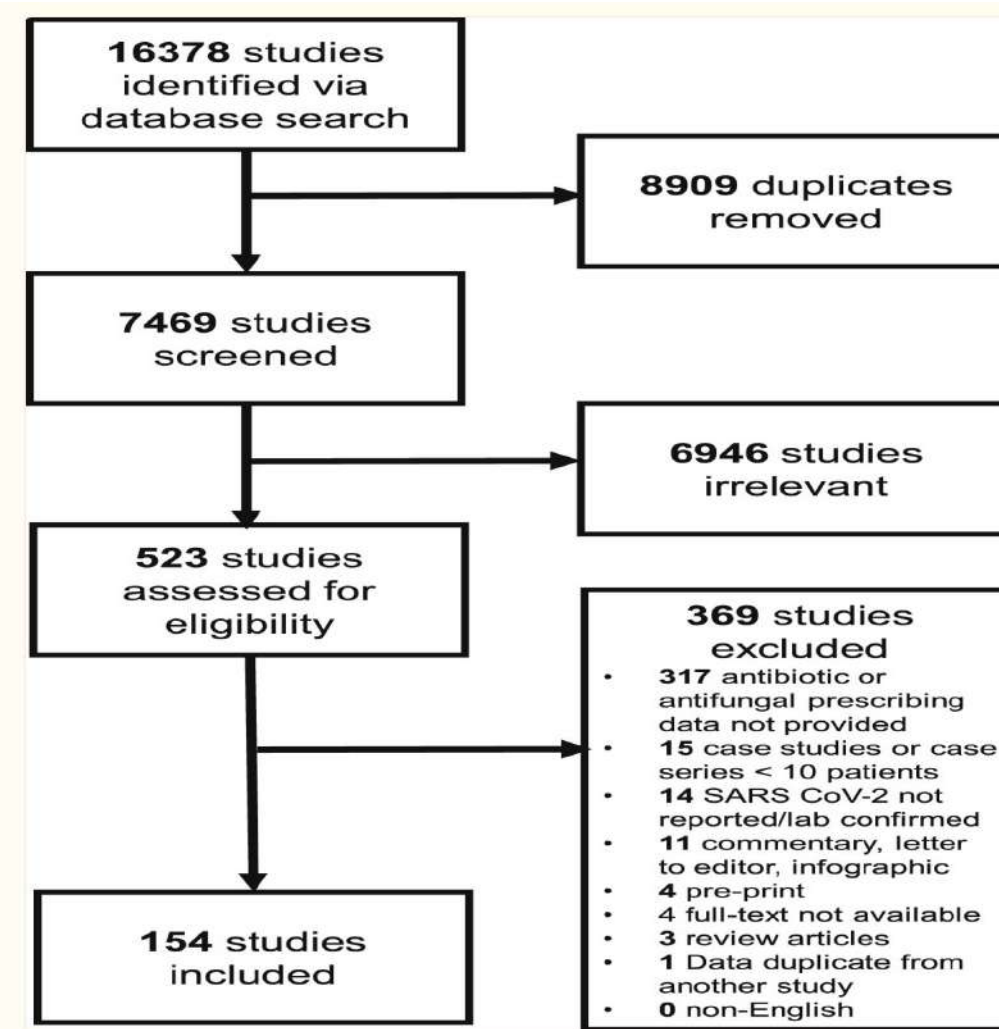 16378 studies
identified via
database search
8909 duplicates
removed
7469 studies
screened
6946 studies
irrelevant
523 studies
assessed for
eligibility
369 studies
excluded
• 317 antibiotic or
antifungal prescribing
data not provided
• 15 case studies or case
series < 10 patients
• 14 SARS CoV-2 not
reported/lab confirmed
• 11 commentary, letter
to editor, infographic
• 4 pre-print
• 4 full-text not available
• 3 review articles
• 1 Data duplicate from
another study
• 0 non-English
154 studies
included